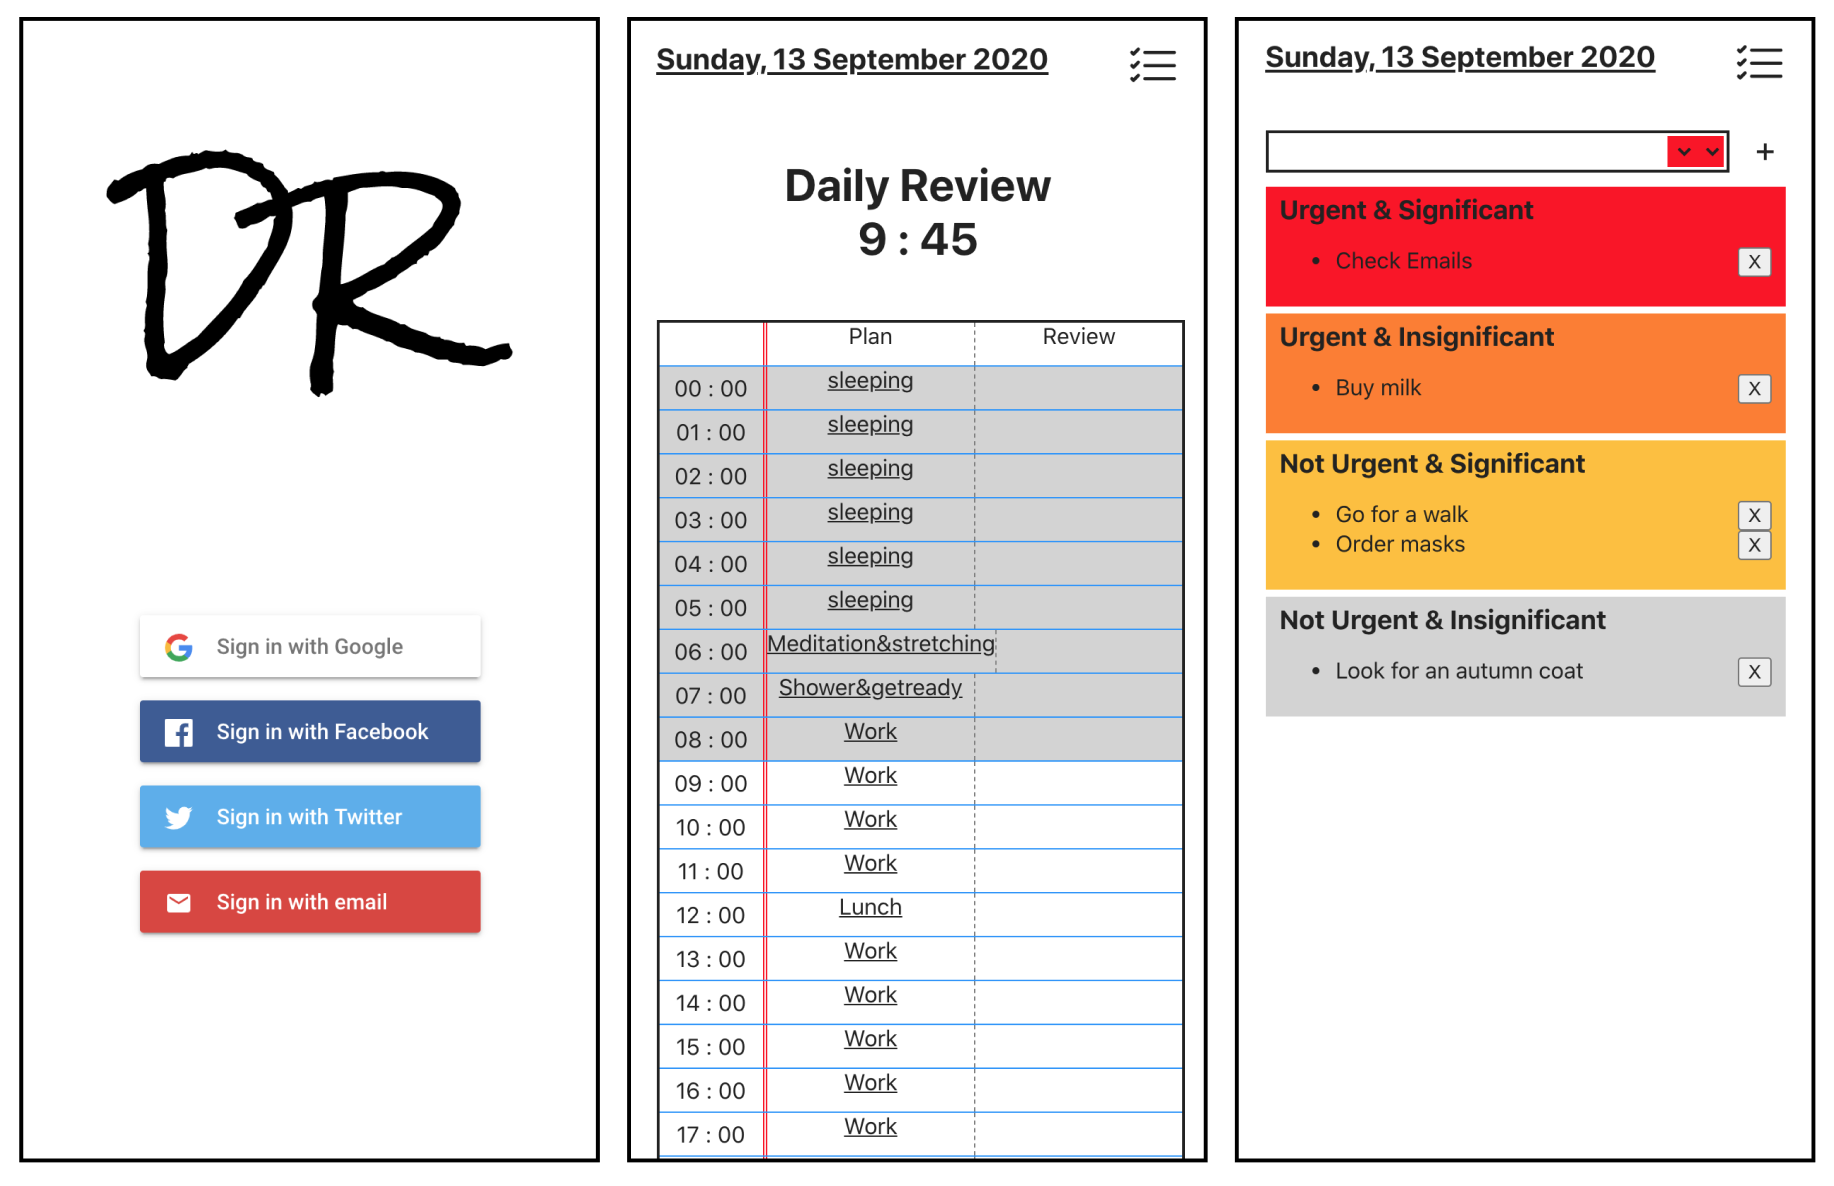 DR
Sign in with Google
Sign in with Facebook
Sign in with Twitter
Sign in with email
Sunday, 13 September 2020
Daily Review
9 : 45
Plan Review
00 : 00 sleeping
01 : 00 sleeping
02 : 00 sleeping
03 : 00 sleeping
04 : 00 sleeping
05 : 00 sleeping
06 : 00 Meditation&stretching
07 : 00 Shower&getready
08 : 00 Work
09 : 00 Work
10 : 00 Work
11 : 00 Work
12 : 00 Lunch
13 : 00 Work
14 : 00 Work
15 : 00 Work
16 : 00 Work
17 : 00 Work
Sunday, 13 September 2020
+
Urgent & Significant
• Check Emails X
Urgent & Insignificant
• Buy milk X
Not Urgent & Significant
• Go for a walk X
• Order masks X
Not Urgent & Insignificant
• Look for an autumn coat X